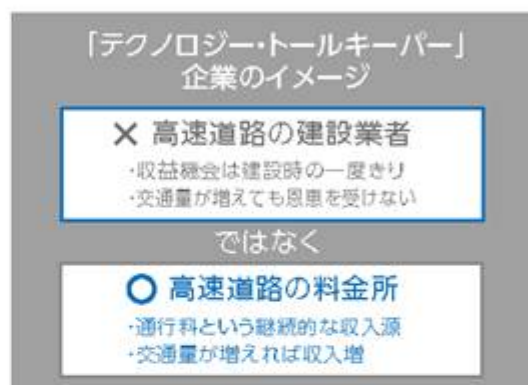 「テクノロジー・トールキーパー」
企業のイメージ
× 高速道路の建設業者
・収益機会は建設時の一度きり
・交通量が増えても恩恵を受けない
ではなく
○ 高速道路の料金所
・通行料という継続的な収入源
・交通量が増えれば収入増